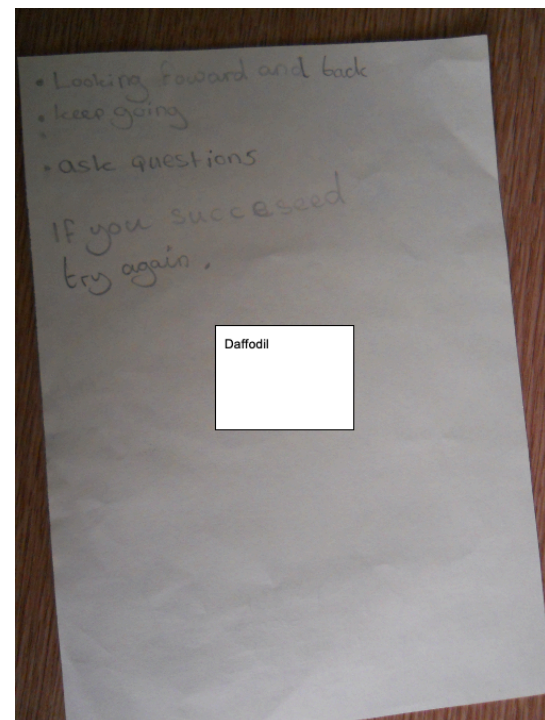 • Looking foward and back
• keep going
•
• ask questions
If you succeseed
try again.
Daffodil